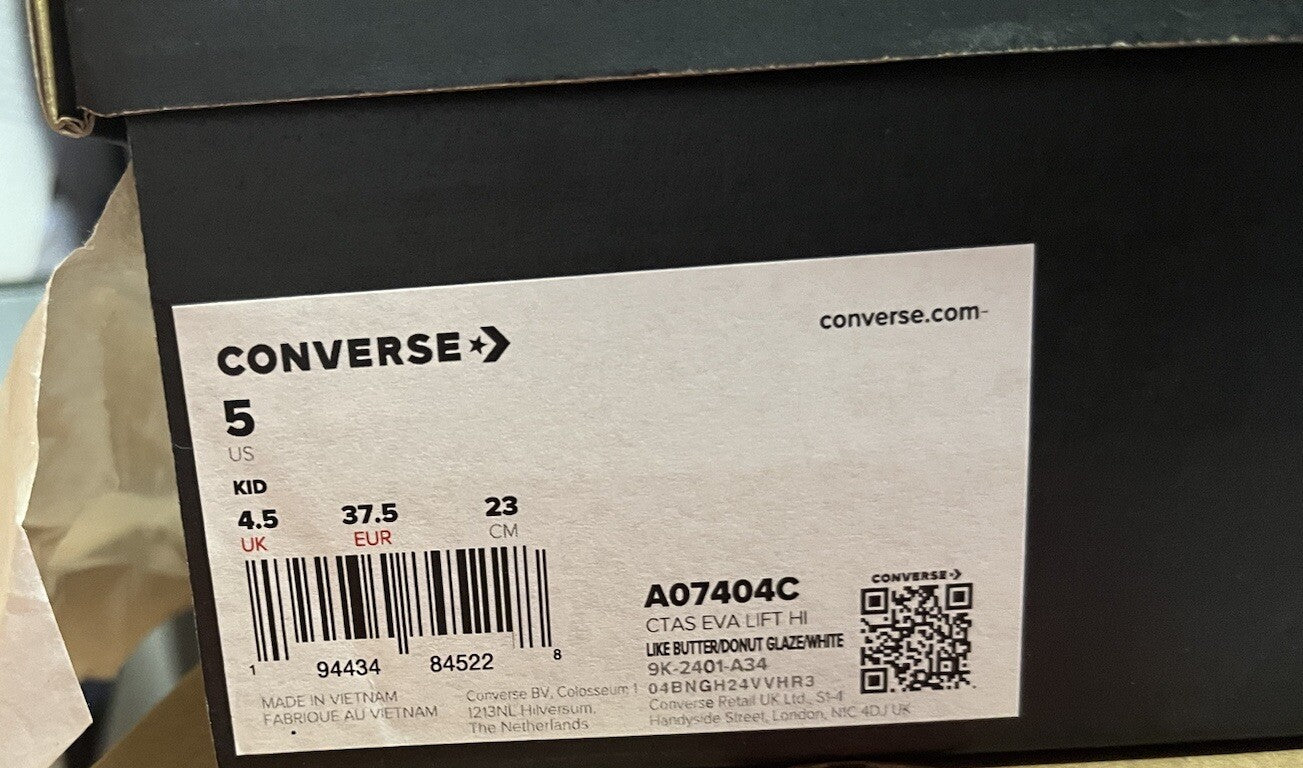 CONVERSE
converse.com
5
US
KID
4.5 37.5 23
UK EUR CM
1 94434 84522 8
MADE IN VIETNAM
FABRIQUE AU VIETNAM
Converse BV, Colosseum 1
1213NL Hilversum,
The Netherlands
A07404C
CTAS EVA LIFT HI
LIKE BUTTER/DONUT GLAZE/WHITE
9K-2401-A34
04BNGH24VVHR3
Converse Retail UK Ltd., S1-4
Handyside Street, London, N1C 4DJ UK
CONVERSE